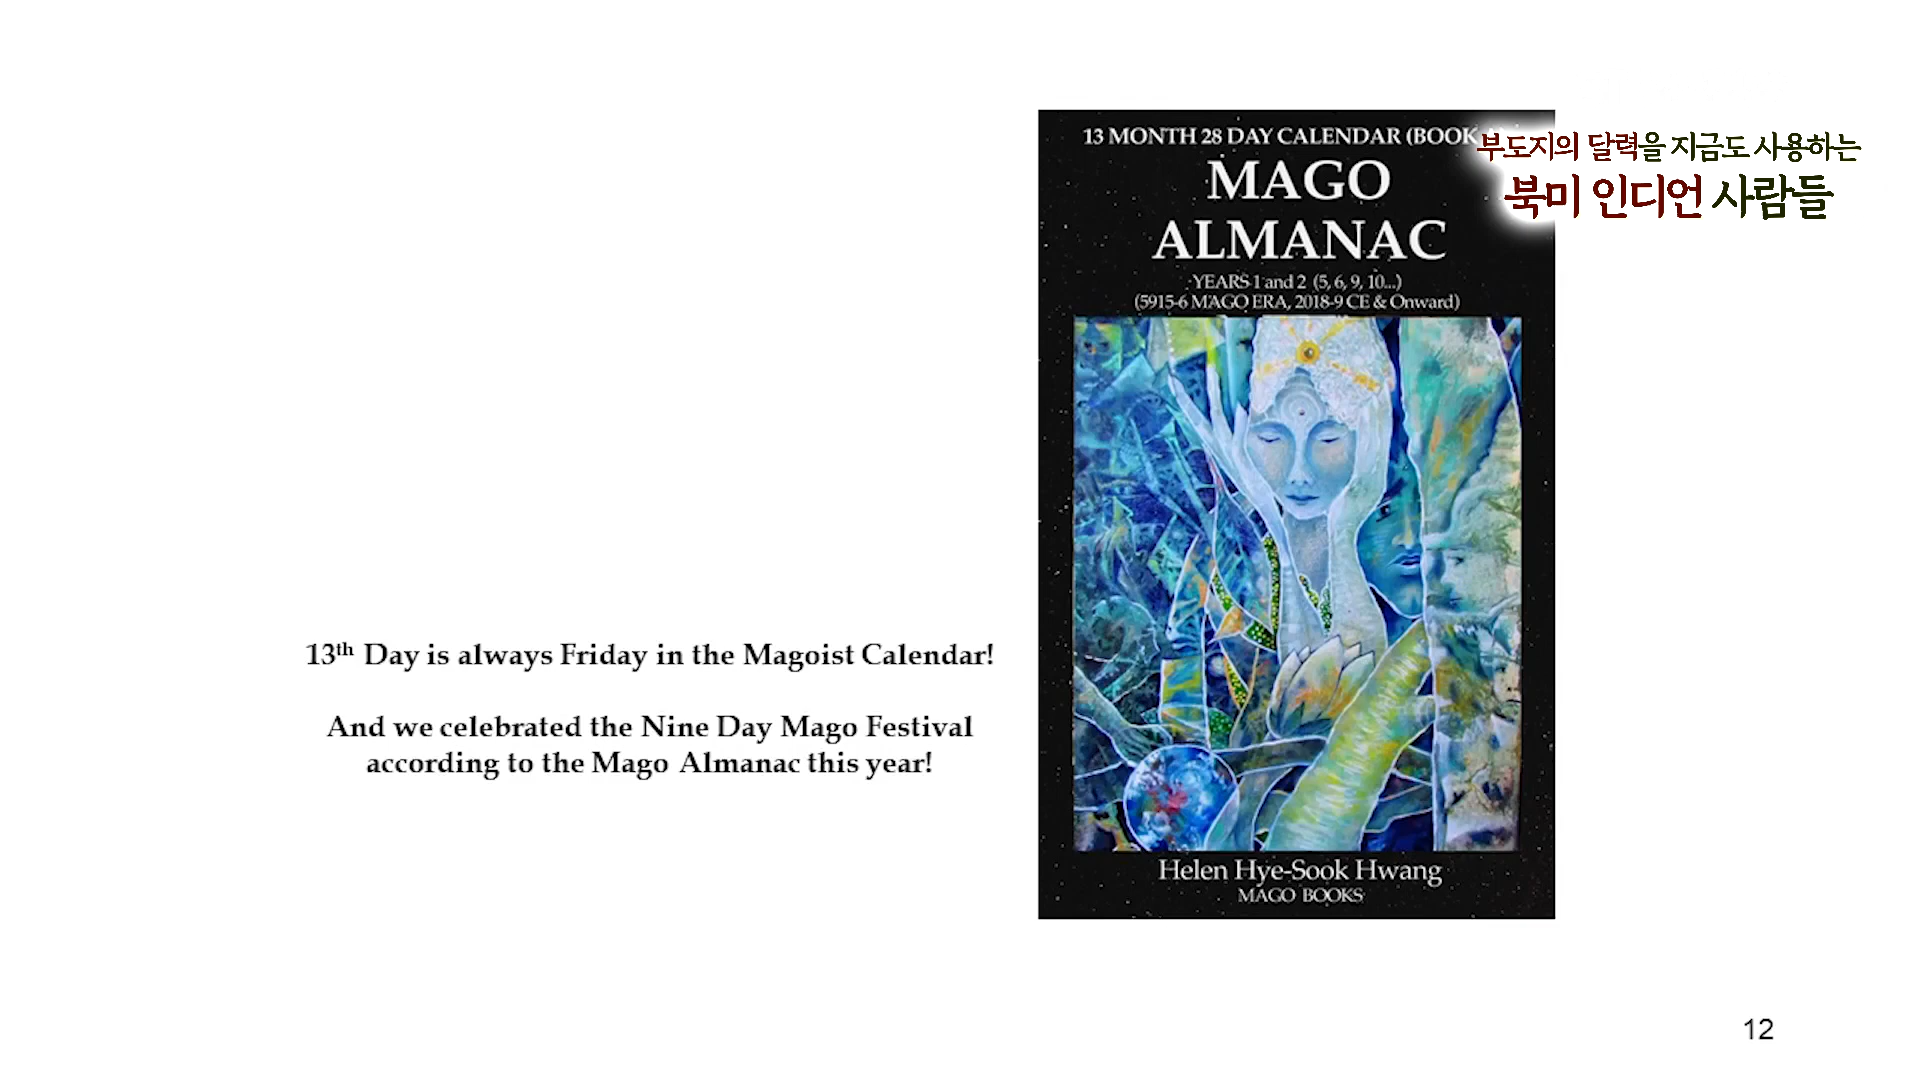 13 MONTH 28 DAY CALENDAR (BOOK
부도지의 달력을 지금도 사용하는
북미 인디언 사람들
MAGO
ALMANAC
YEARS 1 and 2 (5, 6, 9, 10...)
(5915-6 MAGO ERA, 2018-9 CE & Onward)
13th Day is always Friday in the Magoist Calendar!
And we celebrated the Nine Day Mago Festival
according to the Mago Almanac this year!
Helen Hye-Sook Hwang
MAGO BOOKS
12